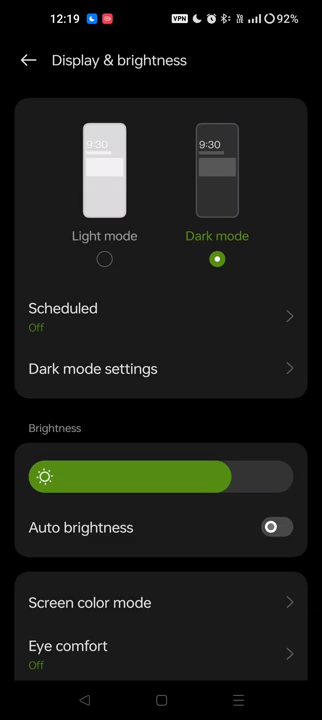 12:19 VPN 92%
Display & brightness
9:30 9:30
Light mode Dark mode
Scheduled
Off
Dark mode settings
Brightness
Auto brightness
Screen color mode
Eye comfort
Off